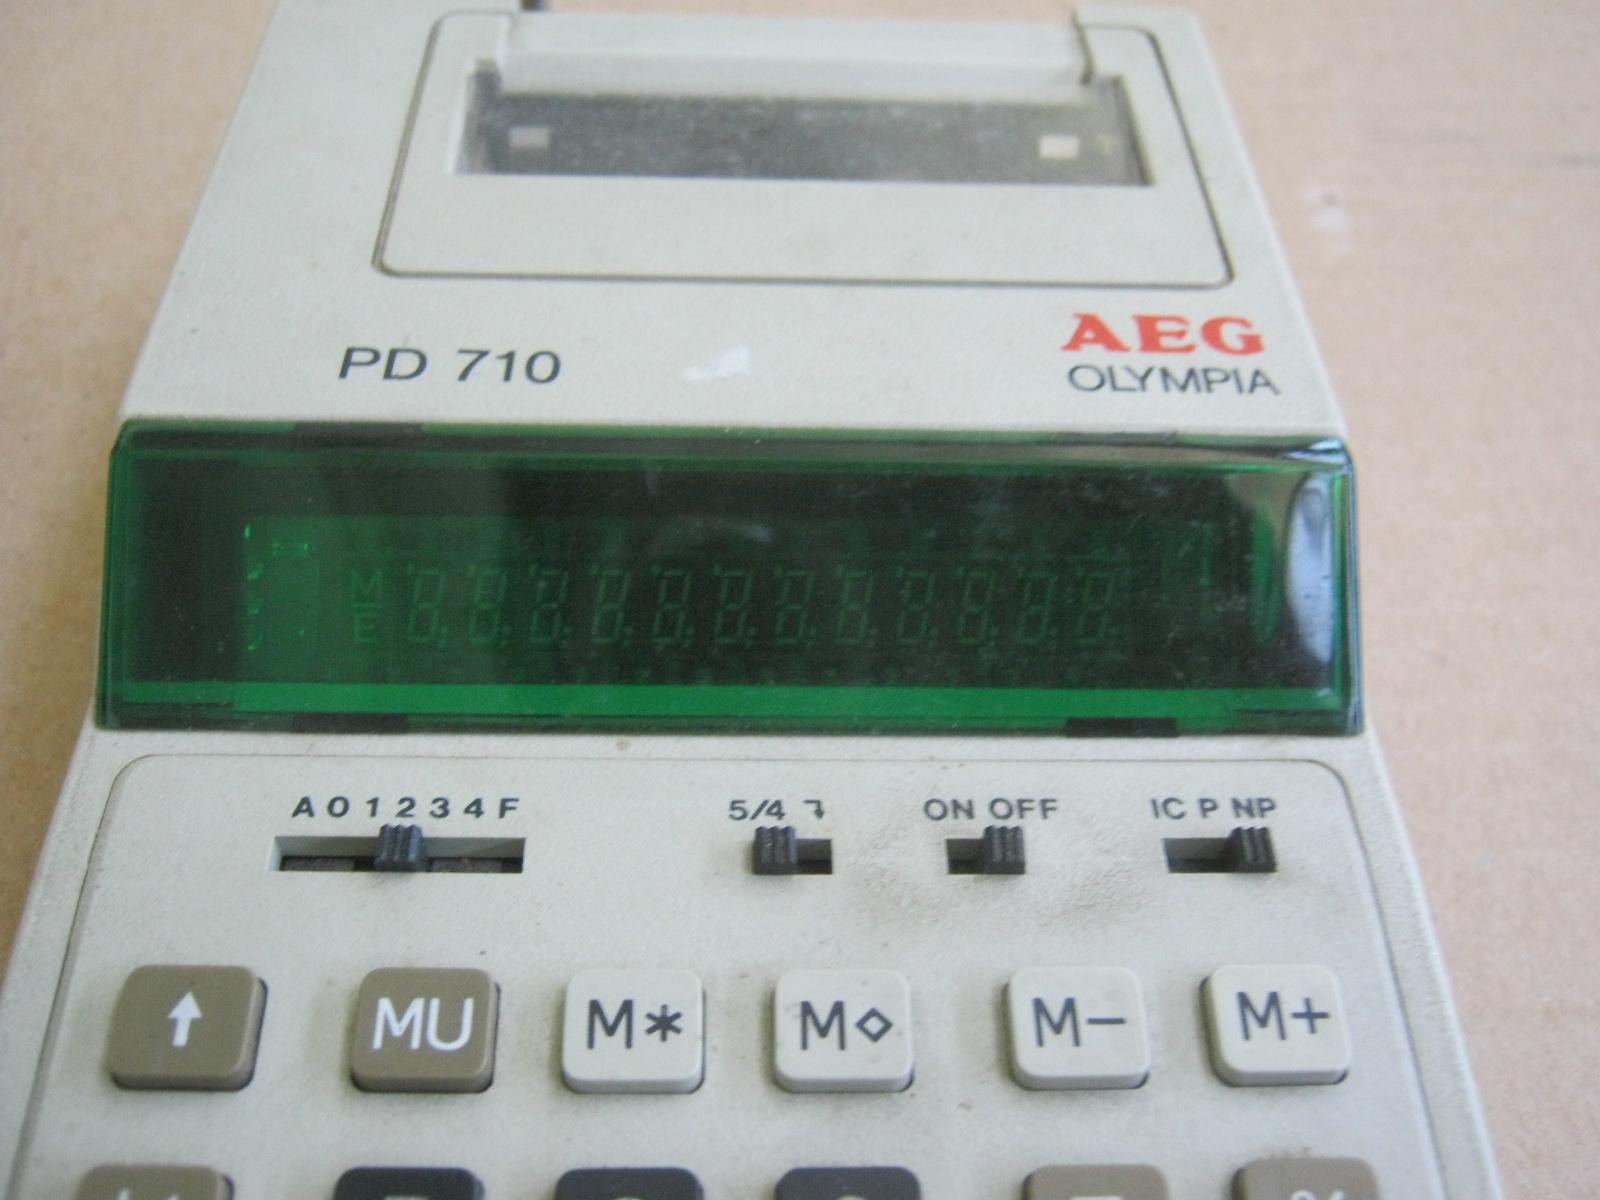 AEG
PD 710
OLYMPIA
M
E
A 0 1 2 3 4 F
5/4
ON OFF
IC P NP
↑ MU M* M◇ M− M+